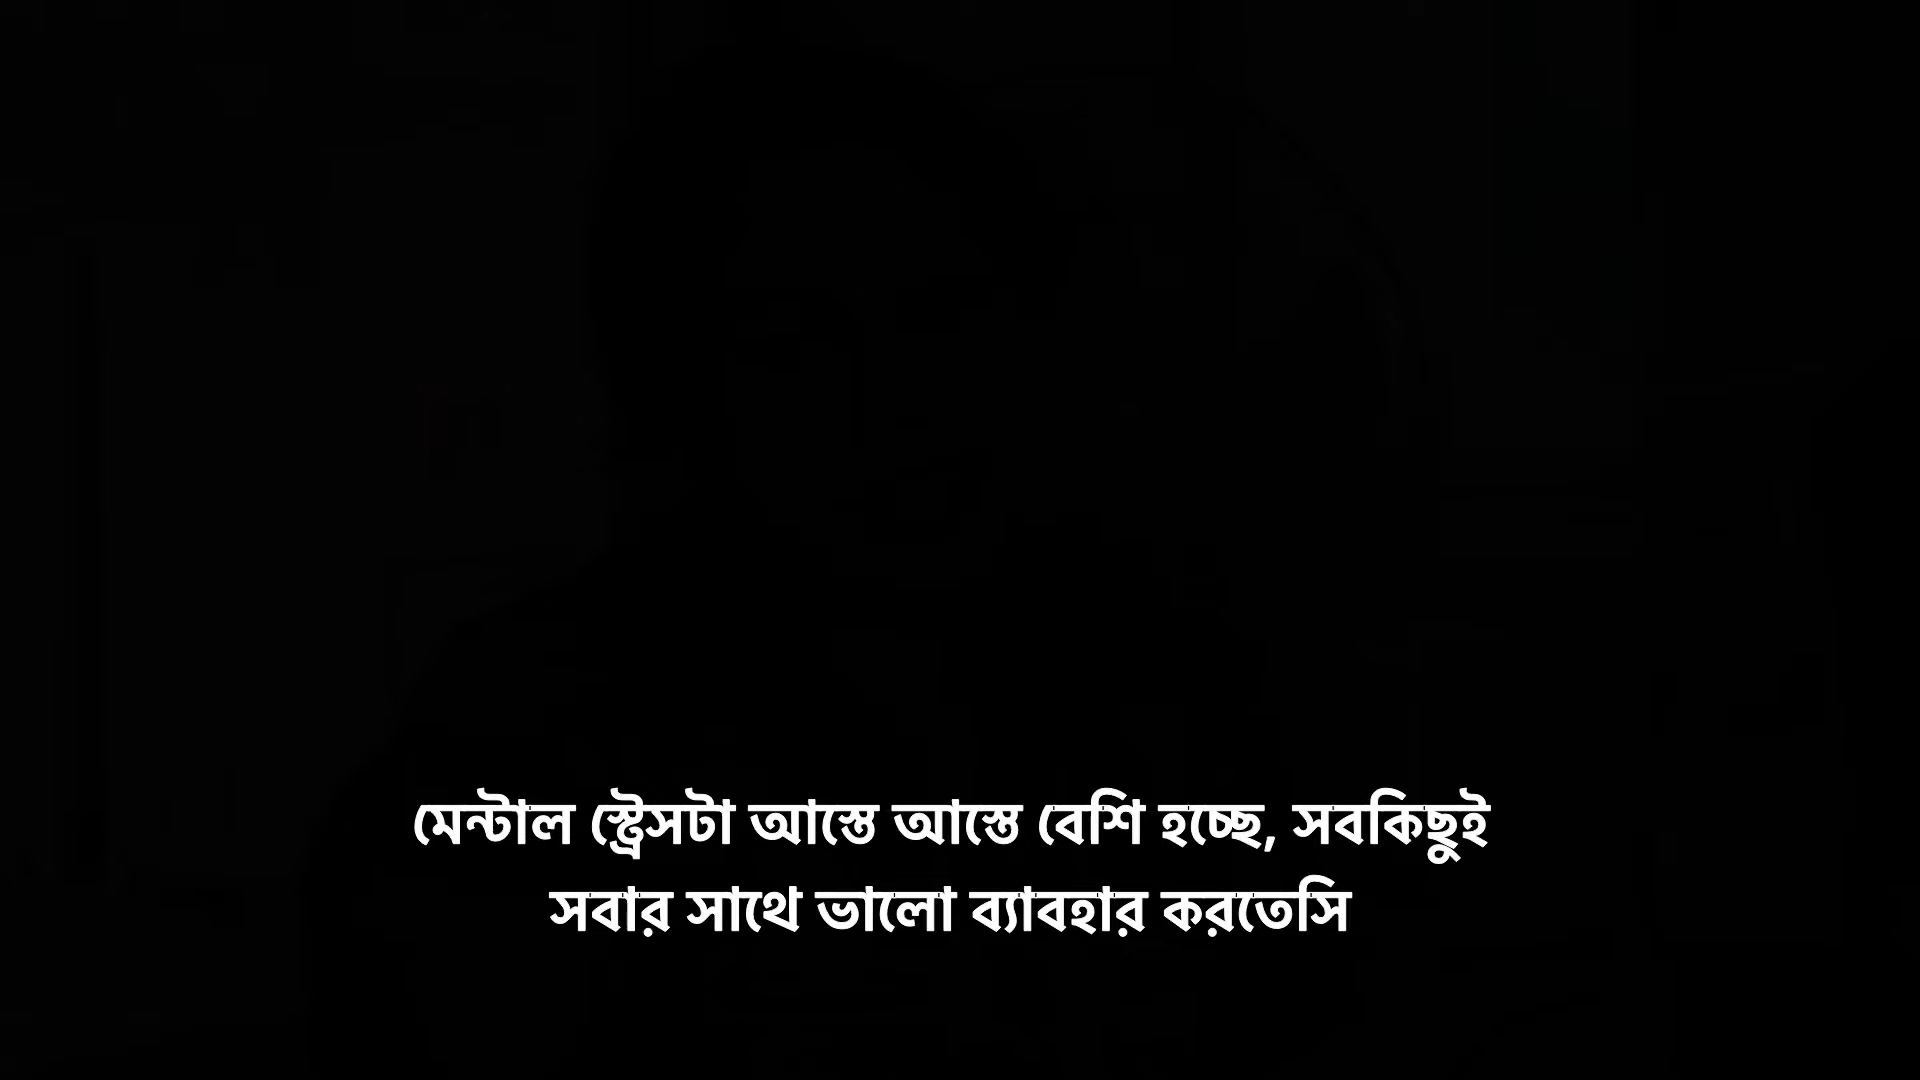 মেন্টাল স্ট্রেসটা আস্তে আস্তে বেশি হচ্ছে, সবকিছুই
সবার সাথে ভালো ব্যাবহার করতেসি